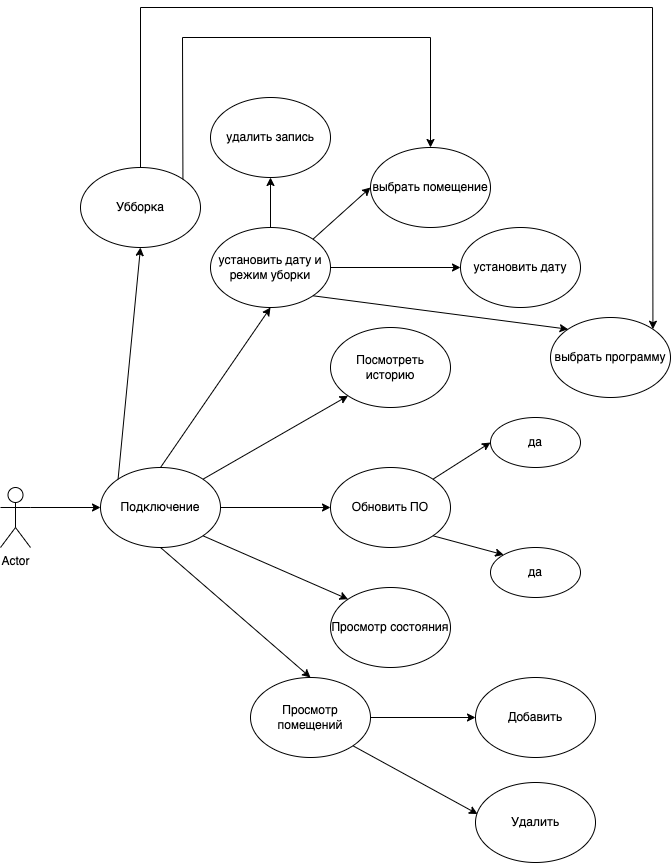 удалить запись
выбрать помещение
Убборка
установить дату и
режим уборки
установить дату
выбрать программу
Посмотреть
историю
да
Подключение
Обновить ПО
Actor
да
Просмотр состояния
Просмотр
помещений
Добавить
Удалить